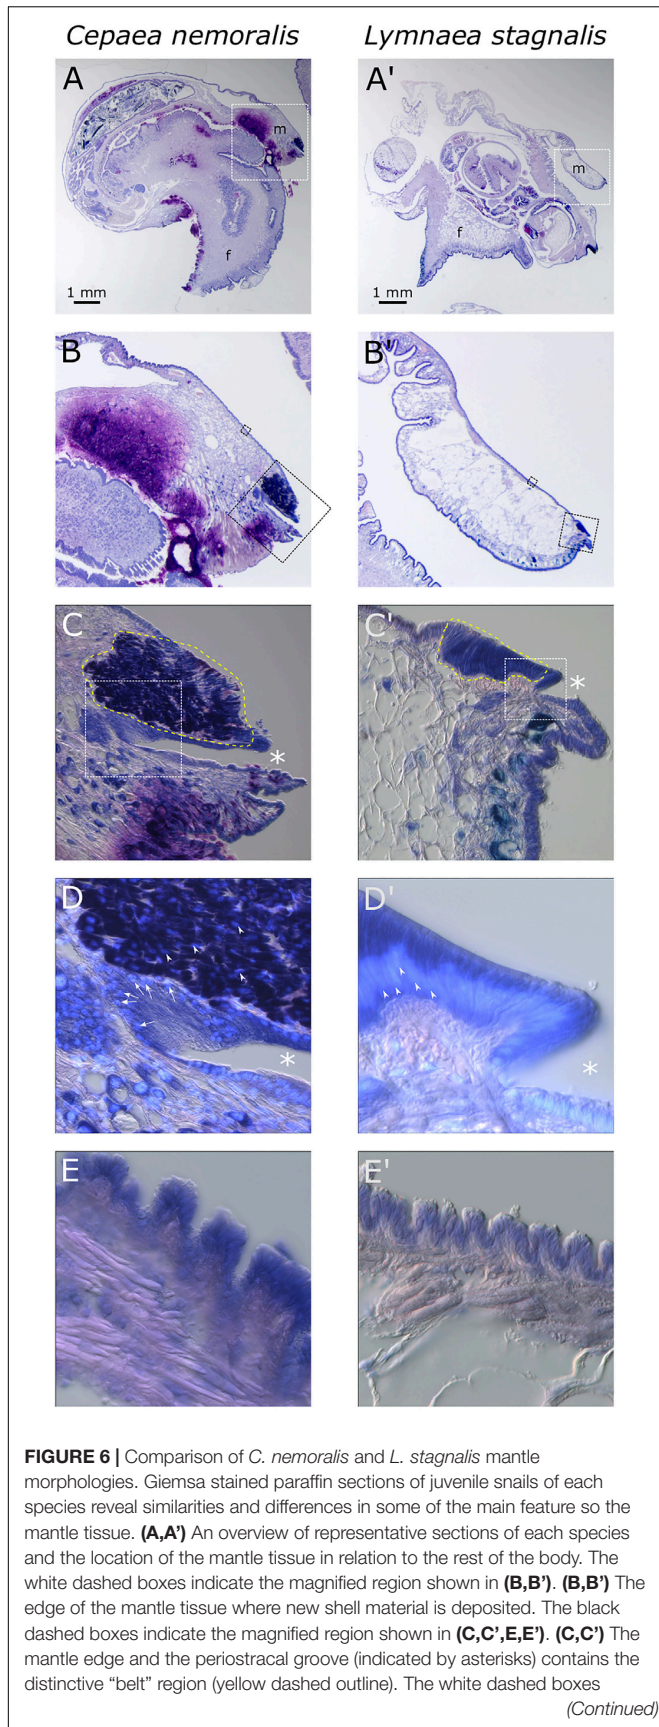 Cepaea nemoralis
Lymnaea stagnalis
A
m
f
1 mm
A'
m
f
1 mm
B
B'
C
*
C'
*
D
*
D'
*
E
E'
FIGURE 6 | Comparison of C. nemoralis and L. stagnalis mantle
morphologies. Giemsa stained paraffin sections of juvenile snails of each
species reveal similarities and differences in some of the main feature so the
mantle tissue. (A,A') An overview of representative sections of each species
and the location of the mantle tissue in relation to the rest of the body. The
white dashed boxes indicate the magnified region shown in (B,B'). (B,B') The
edge of the mantle tissue where new shell material is deposited. The black
dashed boxes indicate the magnified region shown in (C,C',E,E'). (C,C') The
mantle edge and the periostracal groove (indicated by asterisks) contains the
distinctive “belt” region (yellow dashed outline). The white dashed boxes
(Continued)